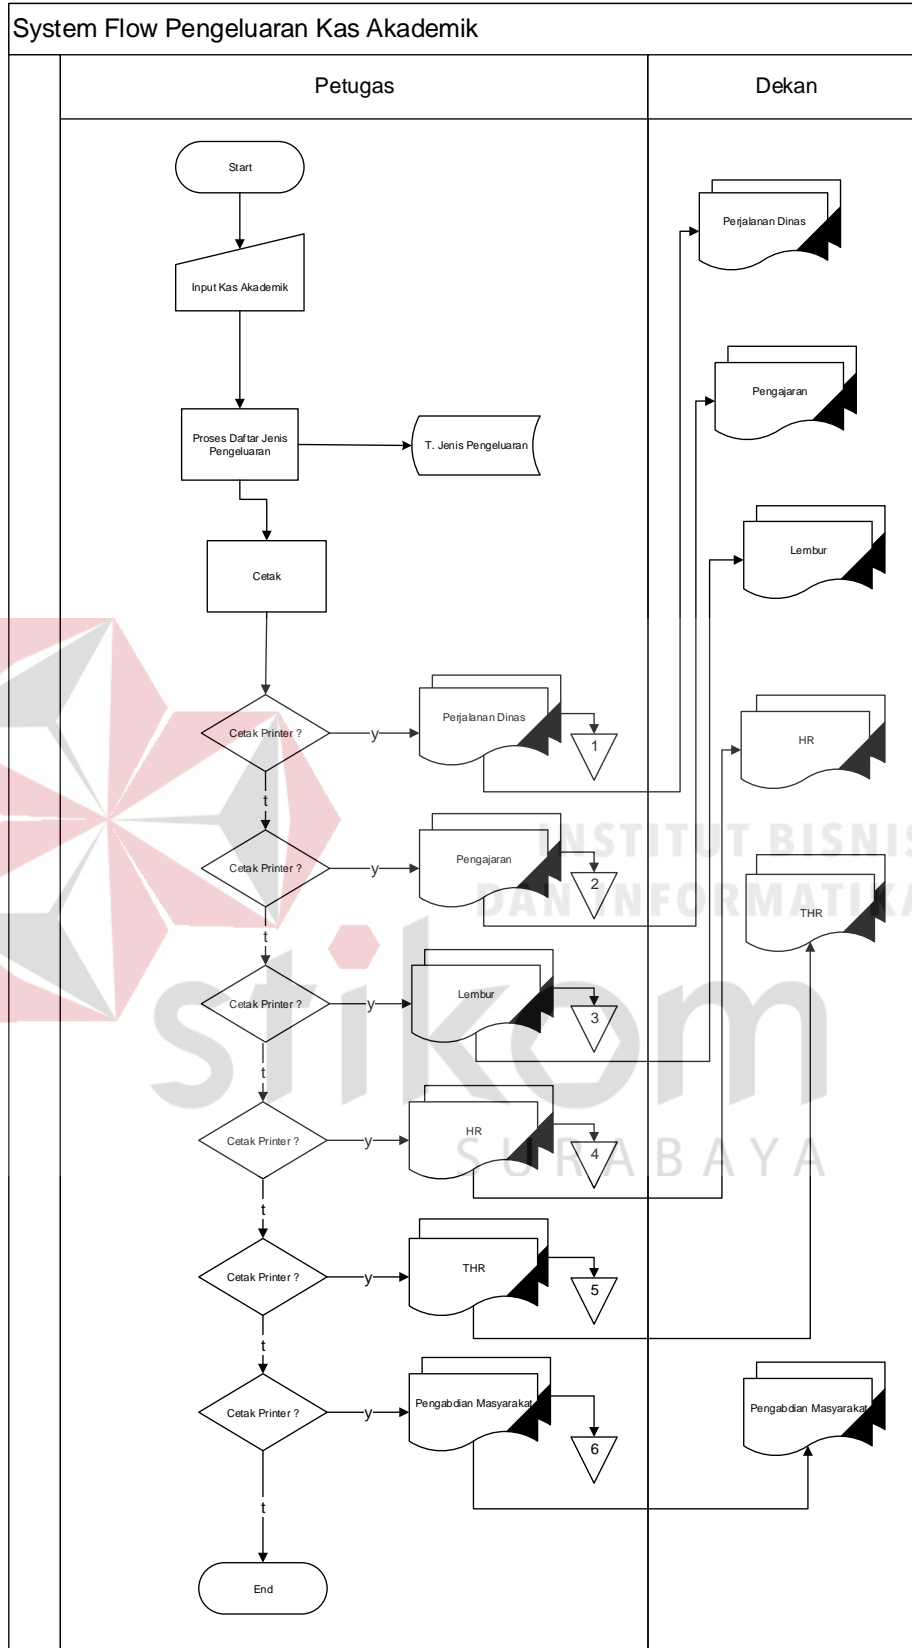 System Flow Pengeluaran Kas Akademik
Petugas
Dekan
Start
Perjalanan Dinas
Input Kas Akademik
Pengajaran
Proses Daftar Jenis
Pengeluaran
T. Jenis Pengeluaran
Lembur
Cetak
Cetak Printer ?
y
Perjalanan Dinas
1
HR
t
Cetak Printer ?
y
Pengajaran
2
INSTITUT BISNIS
DAN INFORMATIKA
THR
t
Cetak Printer ?
y
Lembur
3
stikom
t
Cetak Printer ?
y
HR
4
SURABAYA
t
Cetak Printer ?
y
THR
5
t
Cetak Printer ?
y
Pengabdian Masyarakat
6
Pengabdian Masyarakat
t
End